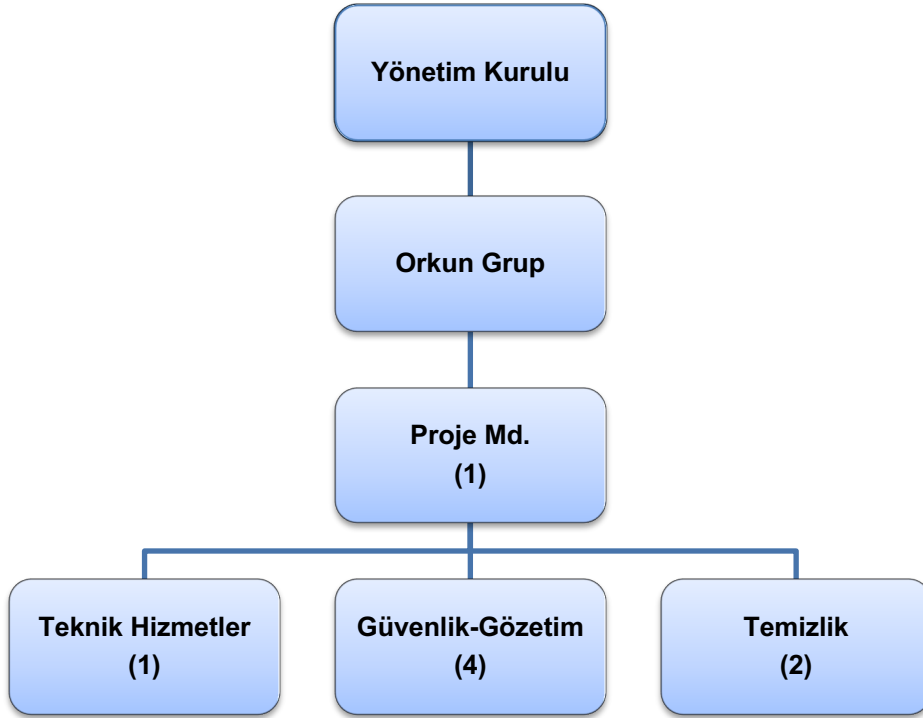 Yönetim Kurulu
Orkun Grup
Proje Md.
(1)
Teknik Hizmetler
(1)
Güvenlik-Gözetim
(4)
Temizlik
(2)